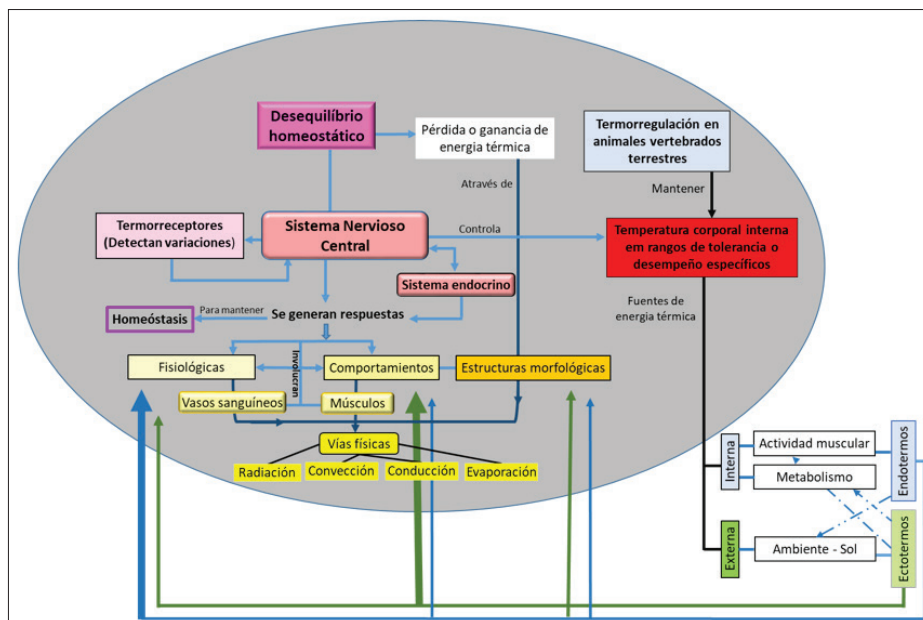 Desequilíbrio
homeostático
Pérdida o ganancia de
energia térmica
Termorregulación en
animales vertebrados
terrestres
Através de
Mantener
Termorreceptores
(Detectan variaciones)
Sistema Nervioso
Central
Controla
Temperatura corporal interna
em rangos de tolerancia o
desempeño específicos
Sistema endocrino
Fuentes de
energia térmica
Homeóstasis
Para mantener
Se generan respuestas
Involucran
Fisiológicas
Comportamientos
Estructuras morfológicas
Vasos sanguíneos
Músculos
Vías físicas
Radiación
Convección
Conducción
Evaporación
Interna
Actividad muscular
Metabolismo
Endotermos
Externa
Ambiente - Sol
Ectotermos